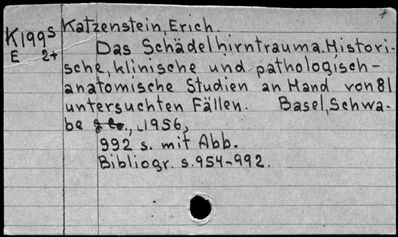 Katzenstein, Erich.
K199s
E 2+
Das Schädelhirntrauma. Histori-
sche, klinische und pathologisch-
anatomische Studien an Hand von 81
untersuchten Fällen. Basel, Schwa-
be & Co., 1956,
992 s. mit Abb.
Bibliogr. s. 954-992.